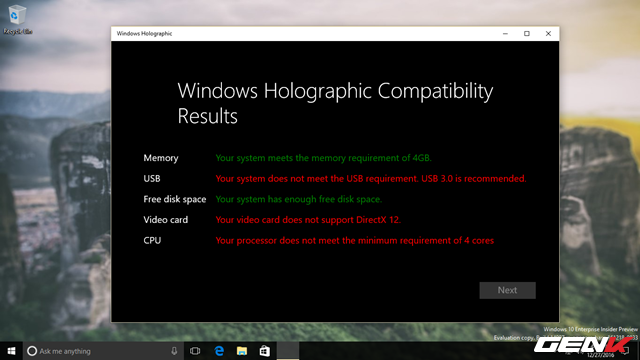 Recycle Bin
Windows Holographic
Windows Holographic Compatibility
Results
Memory Your system meets the memory requirement of 4GB.
USB Your system does not meet the USB requirement. USB 3.0 is recommended.
Free disk space Your system has enough free disk space.
Video card Your video card does not support DirectX 12.
CPU Your processor does not meet the minimum requirement of 4 cores
Next
Windows 10 Enterprise Insider Preview
Evaluation copy.
GENK
Ask me anything
12/27/2016